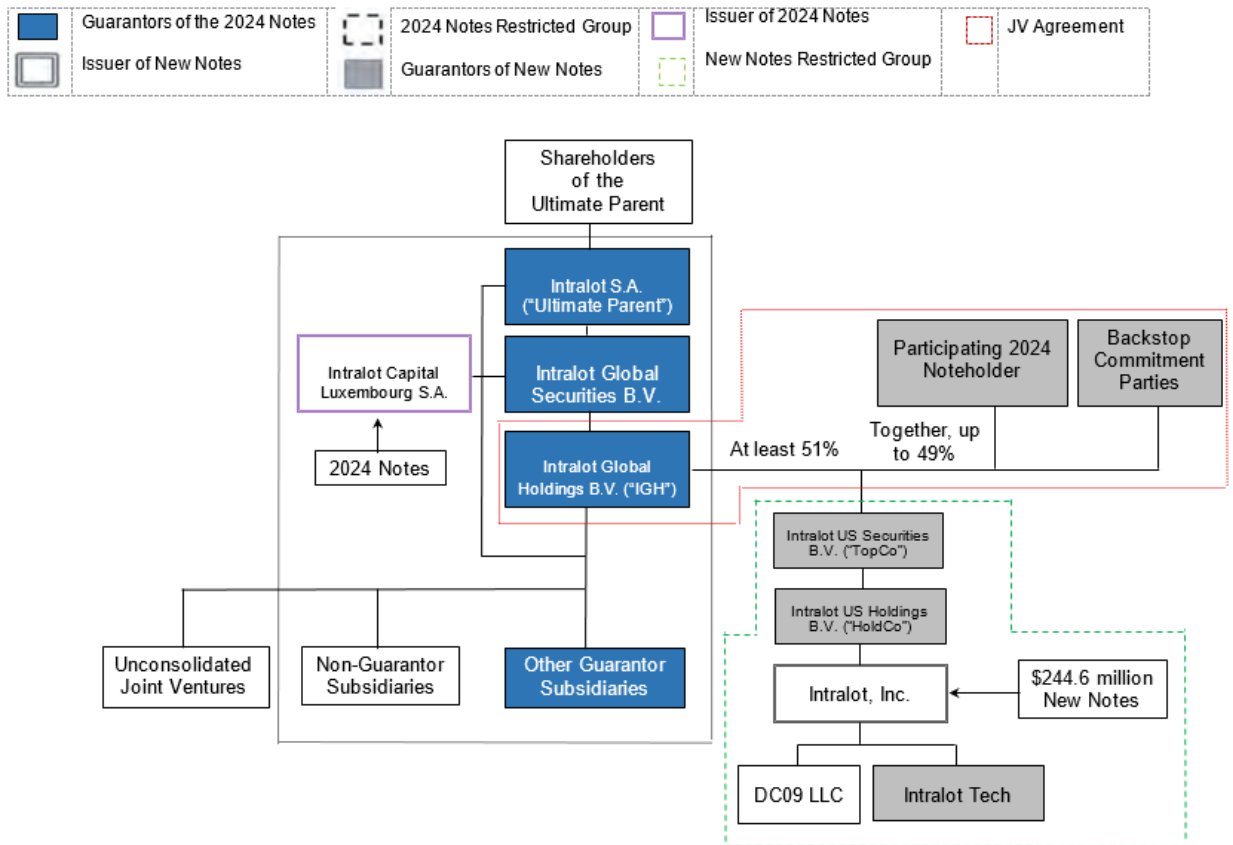 Guarantors of the 2024 Notes
Issuer of New Notes
2024 Notes Restricted Group
Guarantors of New Notes
Issuer of 2024 Notes
New Notes Restricted Group
JV Agreement
Shareholders
of the
Ultimate Parent
Intralot S.A.
(“Ultimate Parent”)
Intralot Capital
Luxembourg S.A.
Intralot Global
Securities B.V.
2024 Notes
Intralot Global
Holdings B.V. (“IGH”)
Participating 2024
Noteholder
Backstop
Commitment
Parties
At least 51%
Together, up
to 49%
Intralot US Securities
B.V. (“TopCo”)
Intralot US Holdings
B.V. (“HoldCo”)
Unconsolidated
Joint Ventures
Non-Guarantor
Subsidiaries
Other Guarantor
Subsidiaries
Intralot, Inc.
$244.6 million
New Notes
DC09 LLC
Intralot Tech